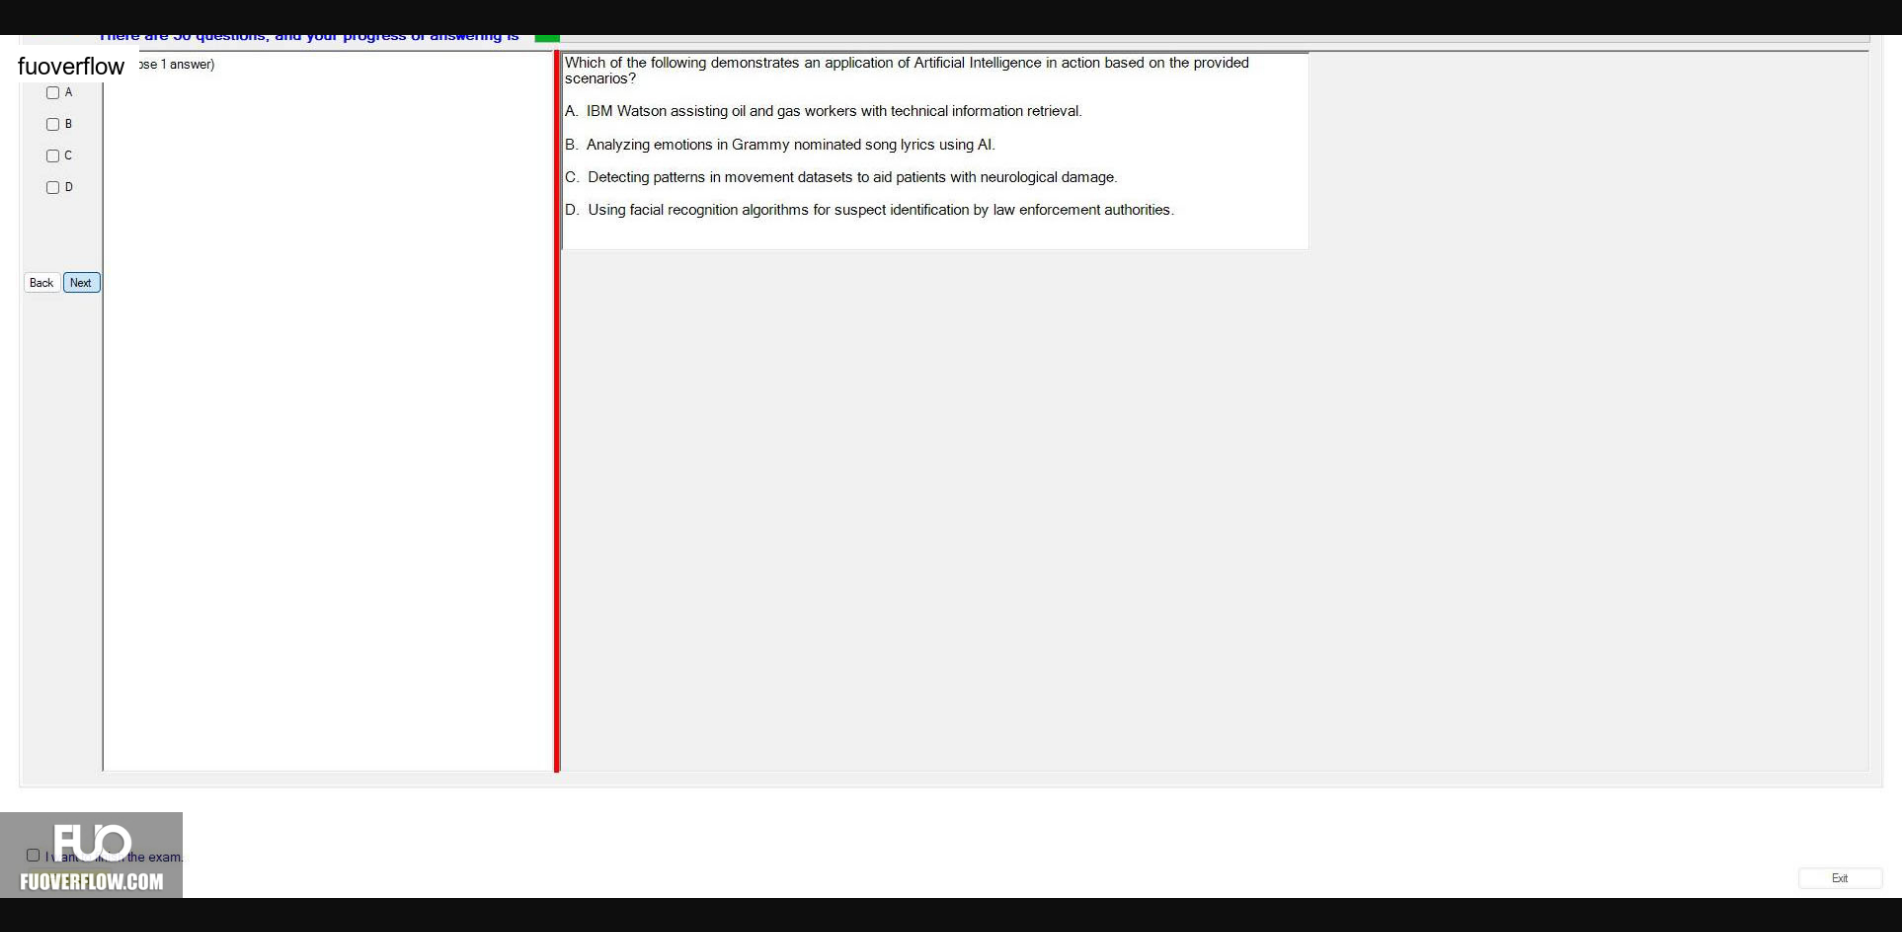 There are 50 questions, and your progress of answering is
fuoverflow
ose 1 answer)
A
B
C
D
Back Next
Which of the following demonstrates an application of Artificial Intelligence in action based on the provided
scenarios?
A. IBM Watson assisting oil and gas workers with technical information retrieval.
B. Analyzing emotions in Grammy nominated song lyrics using AI.
C. Detecting patterns in movement datasets to aid patients with neurological damage.
D. Using facial recognition algorithms for suspect identification by law enforcement authorities.
FUO
I want the exam.
FUOVERFLOW.COM
Exit